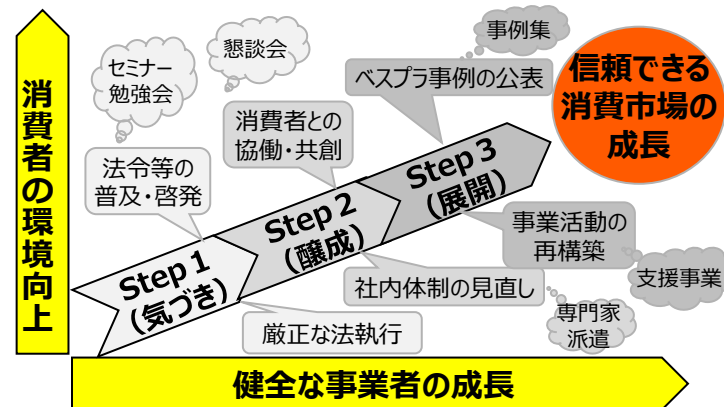 消費者の環境向上
セミナー
勉強会
懇談会
事例集
ベスプラ事例の公表
信頼できる
消費市場の
成長
法令等の
普及・啓発
消費者との
協働・共創
Step 1
(気づき)
Step 2
(醸成)
Step 3
(展開)
事業活動の
再構築
支援事業
社内体制の見直し
専門家
派遣
厳正な法執行
健全な事業者の成長